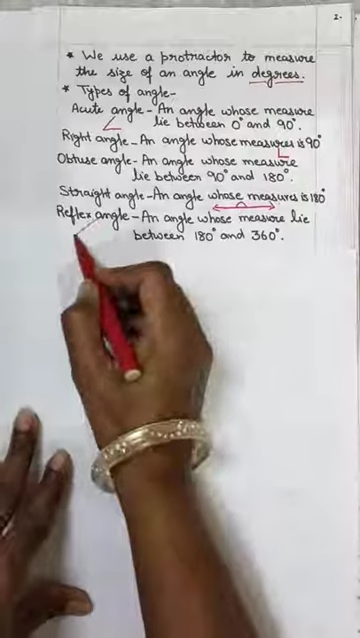 2.
* We use a protractor to measure
the size of an angle in degrees.
* Types of angle-
Acute angle - An angle whose measure
lie between 0° and 90°.
Right angle - An angle whose measures is 90°
Obtuse angle - An angle whose measure
lie between 90° and 180°.
Straight angle - An angle whose measures is 180°
Reflex angle - An angle whose measure lie
between 180° and 360°.